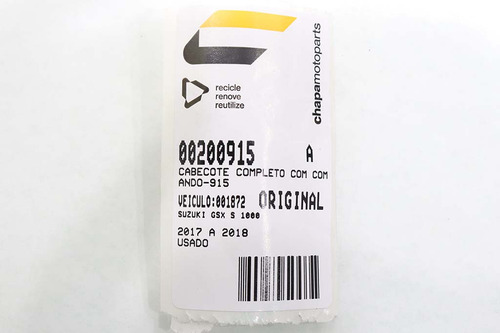 chapamotoparts
recicle
renove
reutilize
00200915 A
CABECOTE COMPLETO COM COM
ANDO-915
VEICULO:001872 ORIGINAL
SUZUKI GSX S 1000
2017 A 2018
USADO